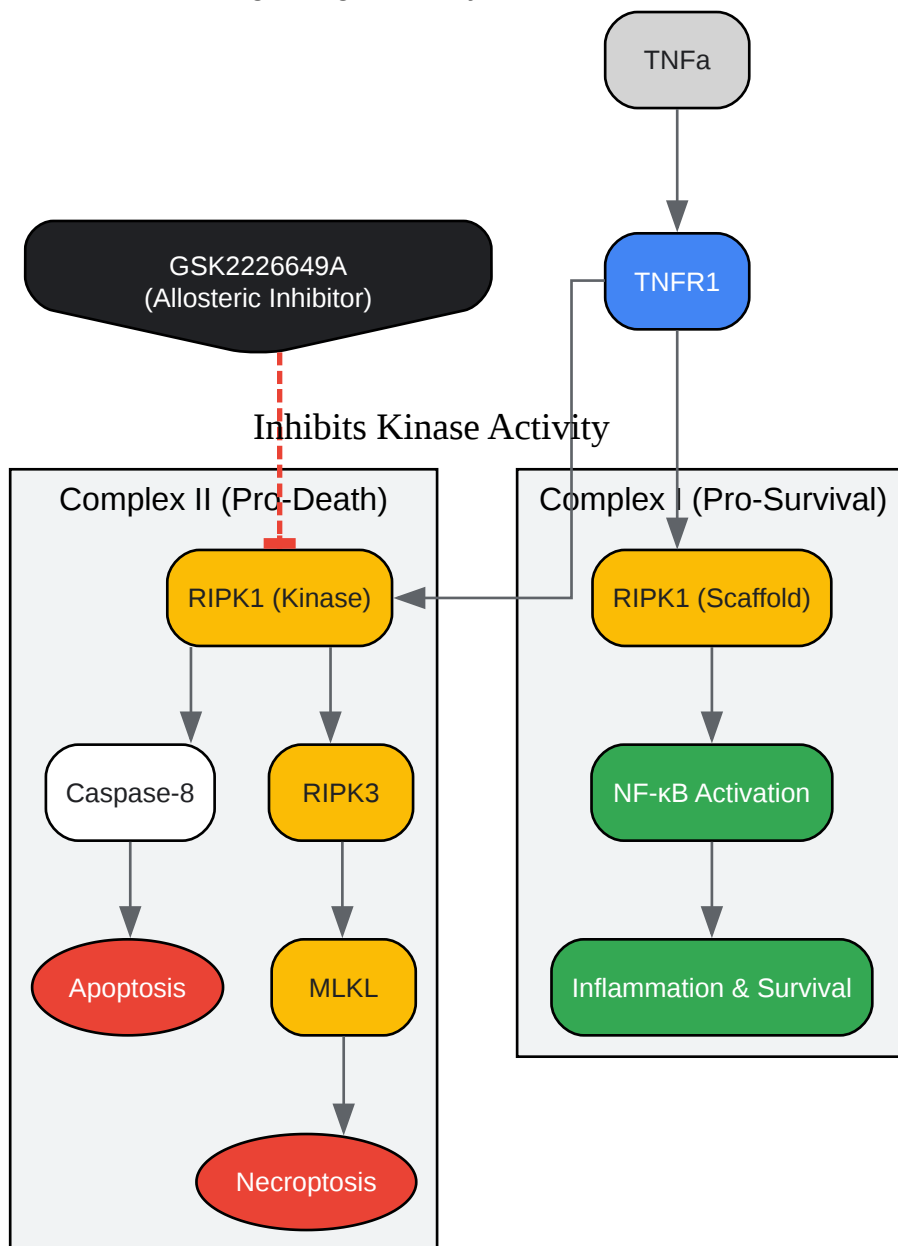 TNFa
GSK2226649A
(Allosteric Inhibitor)
TNFR1
Inhibits Kinase Activity
Complex II (Pro-Death)
Complex I (Pro-Survival)
RIPK1 (Kinase)
RIPK1 (Scaffold)
Caspase-8
RIPK3
NF-κB Activation
Apoptosis
MLKL
Inflammation & Survival
Necroptosis